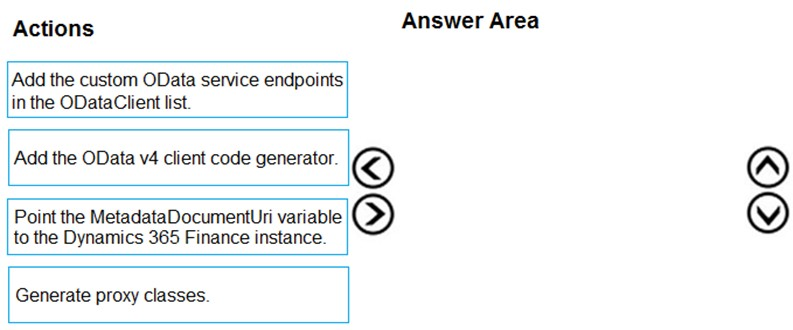 Actions
Answer Area
Add the custom OData service endpoints
in the ODataClient list.
Add the OData v4 client code generator.
Point the MetadataDocumentUri variable
to the Dynamics 365 Finance instance.
Generate proxy classes.